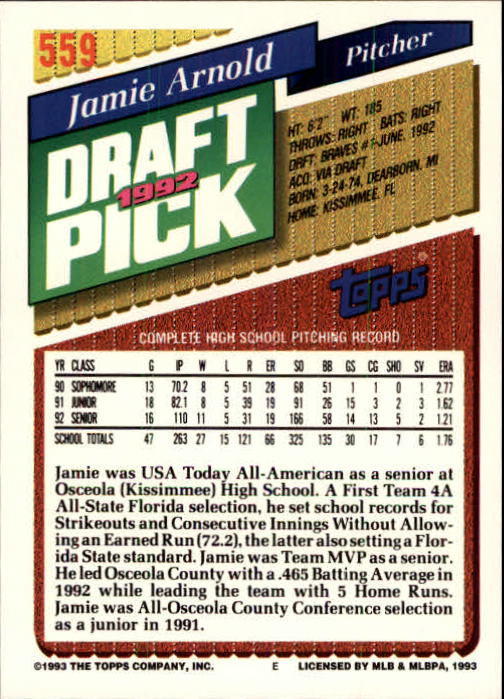 559
Jamie Arnold
Pitcher
DRAFT
1992
PICK
HT: 6'2" WT: 185
THROWS: RIGHT BATS: RIGHT
DRFT: BRAVES #1-JUNE, 1992
ACQ: VIA DRAFT
BORN: 3-24-74, DEARBORN, MI
HOME: KISSIMMEE, FL
topps®
COMPLETE HIGH SCHOOL PITCHING RECORD
YR CLASS G IP W L R ER SO BB GS CG SHO SV ERA
90 SOPHOMORE 13 70.2 8 5 51 28 68 51 1 1 0 1 2.77
91 JUNIOR 18 82.1 8 5 39 19 91 26 15 3 2 3 1.62
92 SENIOR 16 110 11 5 31 19 166 58 14 13 5 2 1.21
SCHOOL TOTALS 47 263 27 15 121 66 325 135 30 17 7 6 1.76
Jamie was USA Today All-American as a senior at
Osceola (Kissimmee) High School. A First Team 4A
All-State Florida selection, he set school records for
Strikeouts and Consecutive Innings Without Allow-
ing an Earned Run (72.2), the latter also setting a Flor-
ida State standard. Jamie was Team MVP as a senior.
He led Osceola County with a .465 Batting Average in
1992 while leading the team with 5 Home Runs.
Jamie was All-Osceola County Conference selection
as a junior in 1991.
©1993 THE TOPPS COMPANY, INC. E LICENSED BY MLB & MLBPA, 1993